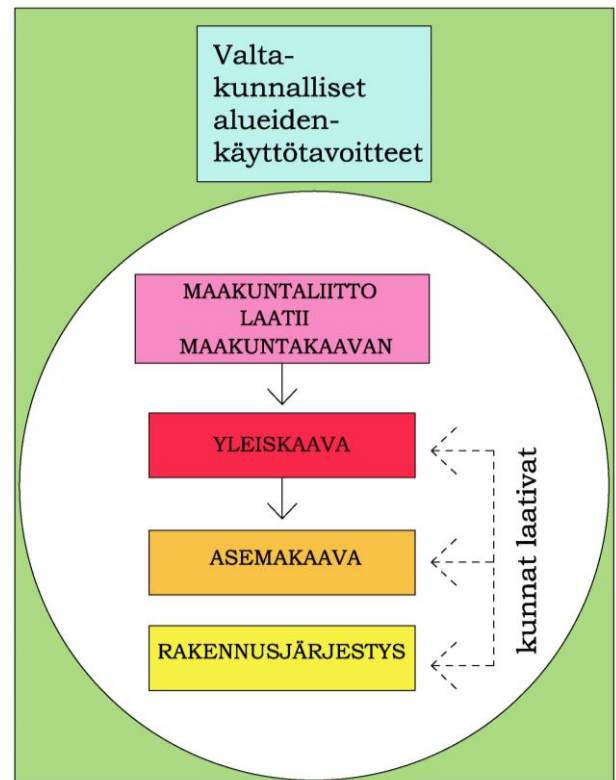 Valta-
kunnalliset
alueiden-
käyttötavoitteet
MAAKUNTALIITTO
LAATII
MAAKUNTAKAAVAN
YLEISKAAVA
ASEMAKAAVA
RAKENNUSJÄRJESTYS
kunnat laativat